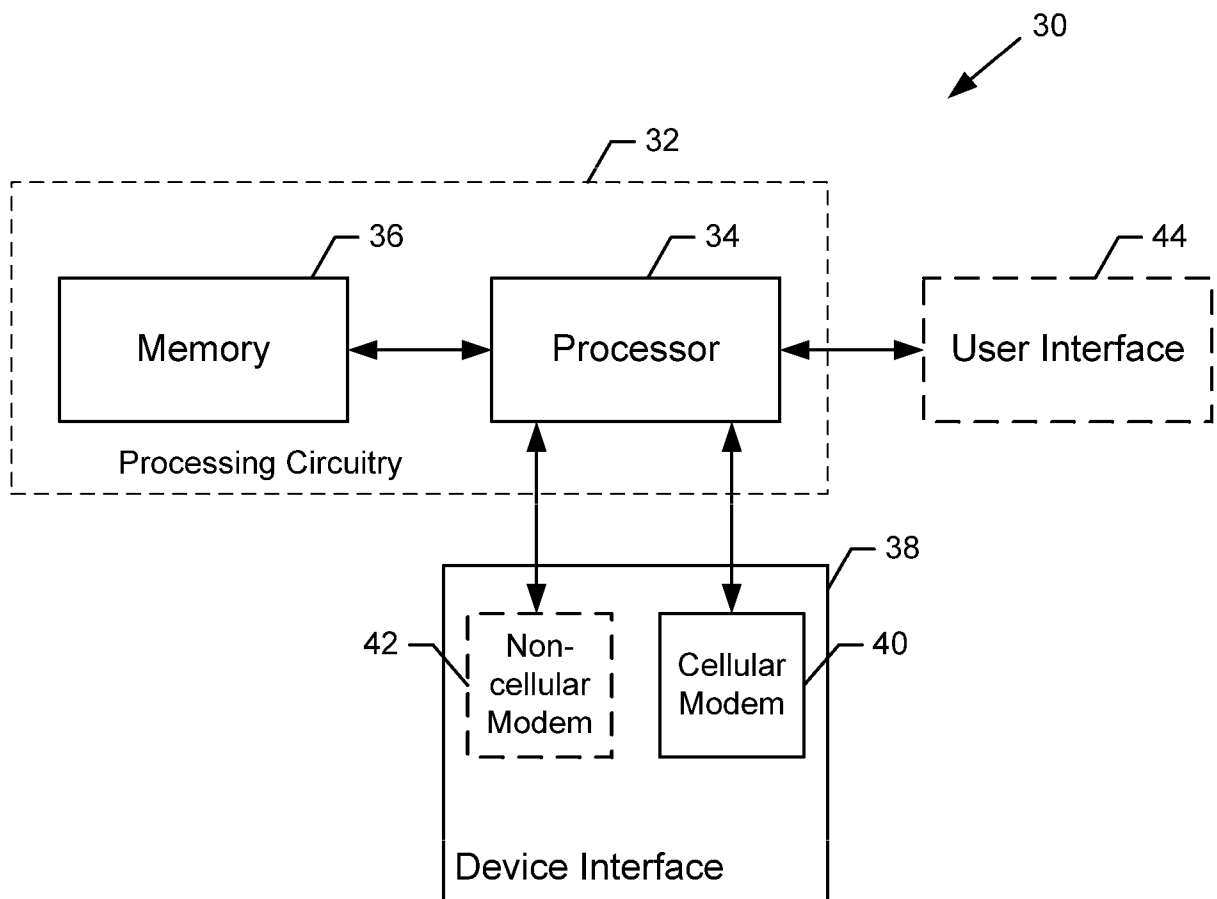 30
32
36
34
44
Memory
Processor
User Interface
Processing Circuitry
38
42
Non-
cellular
Modem
Cellular
Modem
40
Device Interface